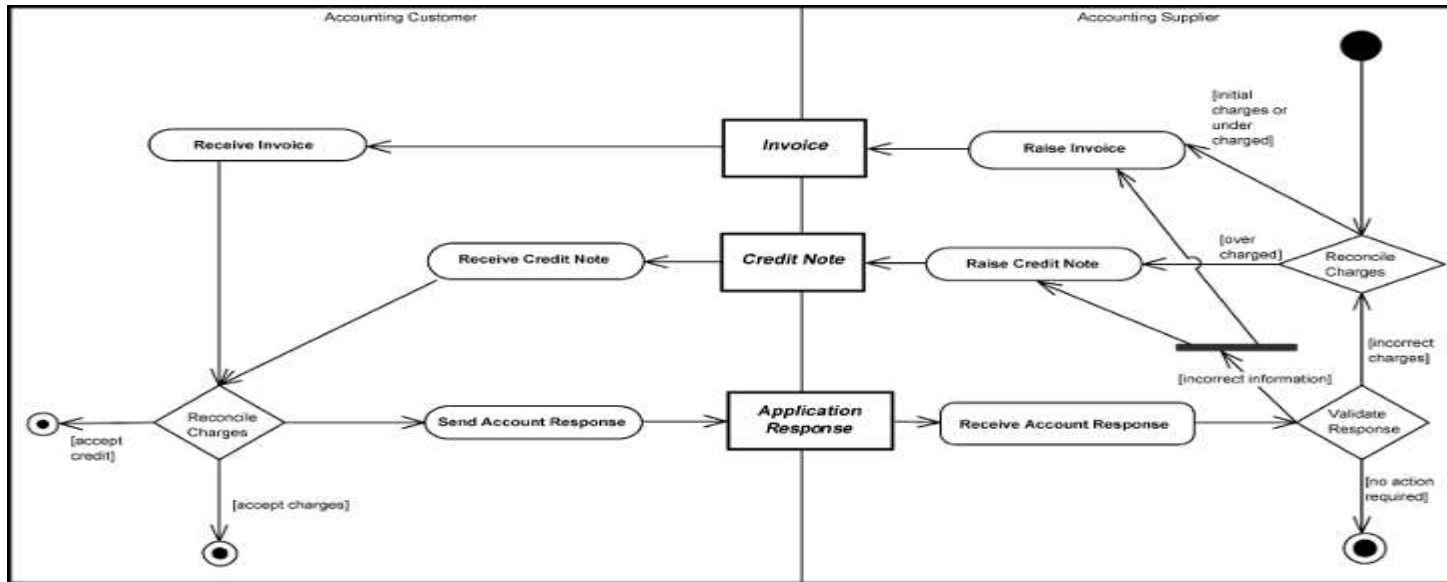 Accounting Customer
Accounting Supplier
[initial
charges or
under
charged]
Receive Invoice
Invoice
Raise Invoice
Receive Credit Note
Credit Note
Raise Credit Note
[over
charged]
Reconcile
Charges
[incorrect
charges]
[incorrect information]
Reconcile
Charges
Send Account Response
Application
Response
Receive Account Response
Validate
Response
[accept
credit]
[accept charges]
[no action
required]